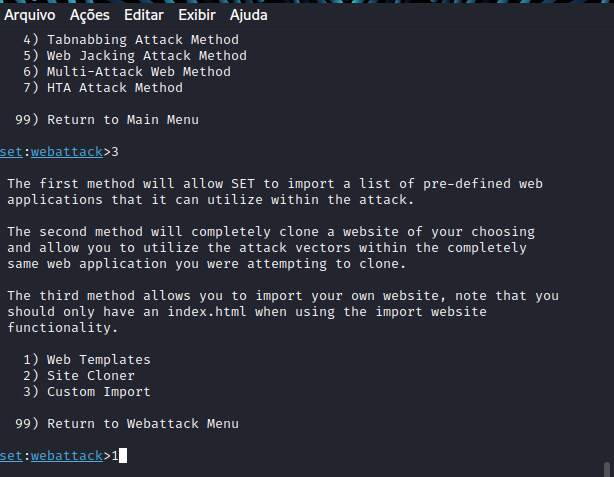 Arquivo Ações Editar Exibir Ajuda
4) Tabnabbing Attack Method
5) Web Jacking Attack Method
6) Multi-Attack Web Method
7) HTA Attack Method
99) Return to Main Menu
set:webattack>3
The first method will allow SET to import a list of pre-defined web
applications that it can utilize within the attack.
The second method will completely clone a website of your choosing
and allow you to utilize the attack vectors within the completely
same web application you were attempting to clone.
The third method allows you to import your own website, note that you
should only have an index.html when using the import website
functionality.
1) Web Templates
2) Site Cloner
3) Custom Import
99) Return to Webattack Menu
set:webattack>1